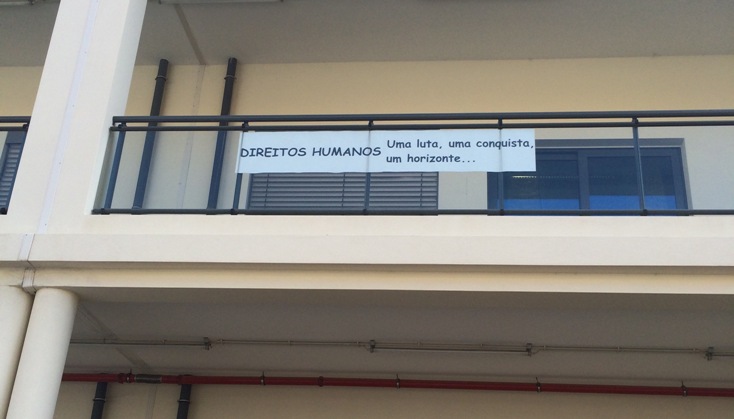 DIREITOS HUMANOS
Uma luta, uma conquista,
um horizonte...